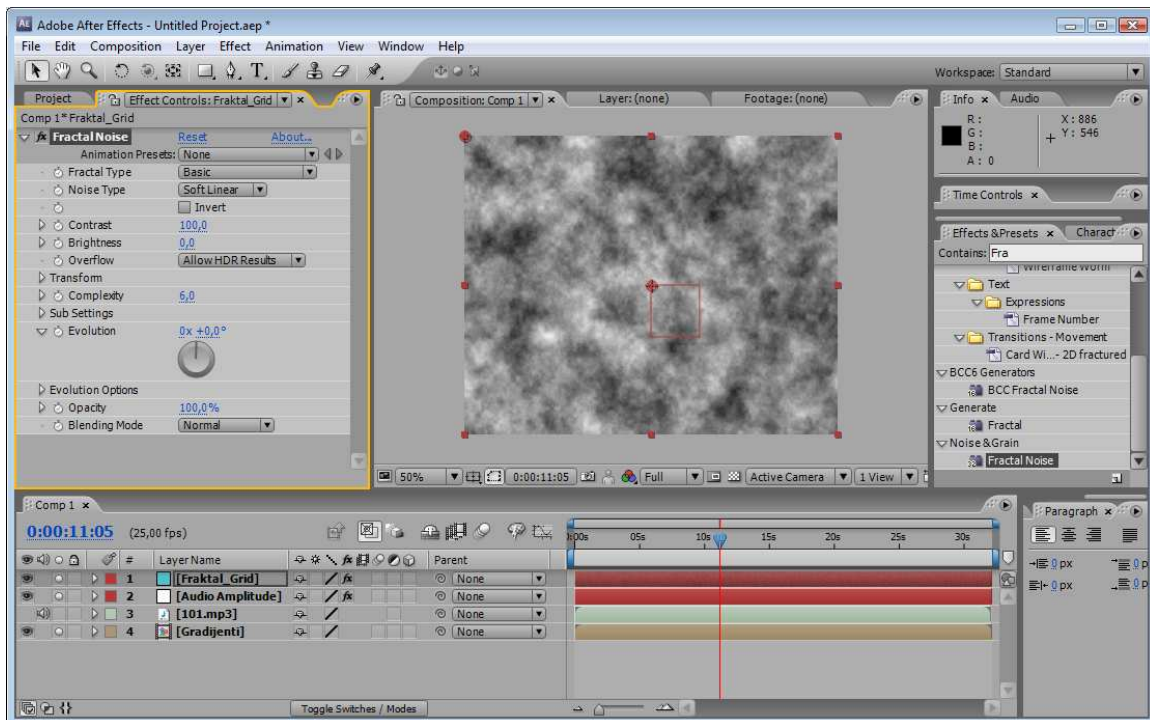 Adobe After Effects - Untitled Project.aep *
File Edit Composition Layer Effect Animation View Window Help
Workspace: Standard
Project Effect Controls: Fraktal_Grid
Comp 1*Fraktal_Grid
Fractal Noise Reset About...
Animation Presets: None
Fractal Type Basic
Noise Type Soft Linear
Invert
Contrast 100,0
Brightness 0,0
Overflow Allow HDR Results
Transform
Complexity 6,0
Sub Settings
Evolution 0x +0,0°
Evolution Options
Opacity 100,0%
Blending Mode Normal
Composition: Comp 1 Layer: (none) Footage: (none)
50% 0:00:11:05 Full Active Camera 1 View
Info Audio
R: X: 886
G: Y: 546
B:
A: 0
Time Controls
Effects & Presets Charact
Contains: Fra
Wireframe Worm
Text
Expressions
Frame Number
Transitions - Movement
Card Wi...- 2D fractured
BCC6 Generators
BCC Fractal Noise
Generate
Fractal
Noise & Grain
Fractal Noise
Comp 1
0:00:11:05 (25,00 fps)
05s 10s 15s 20s 25s 30s
# Layer Name Parent
1 [Fraktal_Grid] None
2 [Audio Amplitude] None
3 [101.mp3] None
4 [Gradijenti] None
Toggle Switches / Modes
Paragraph
0 px 0 p
0 px 0 p